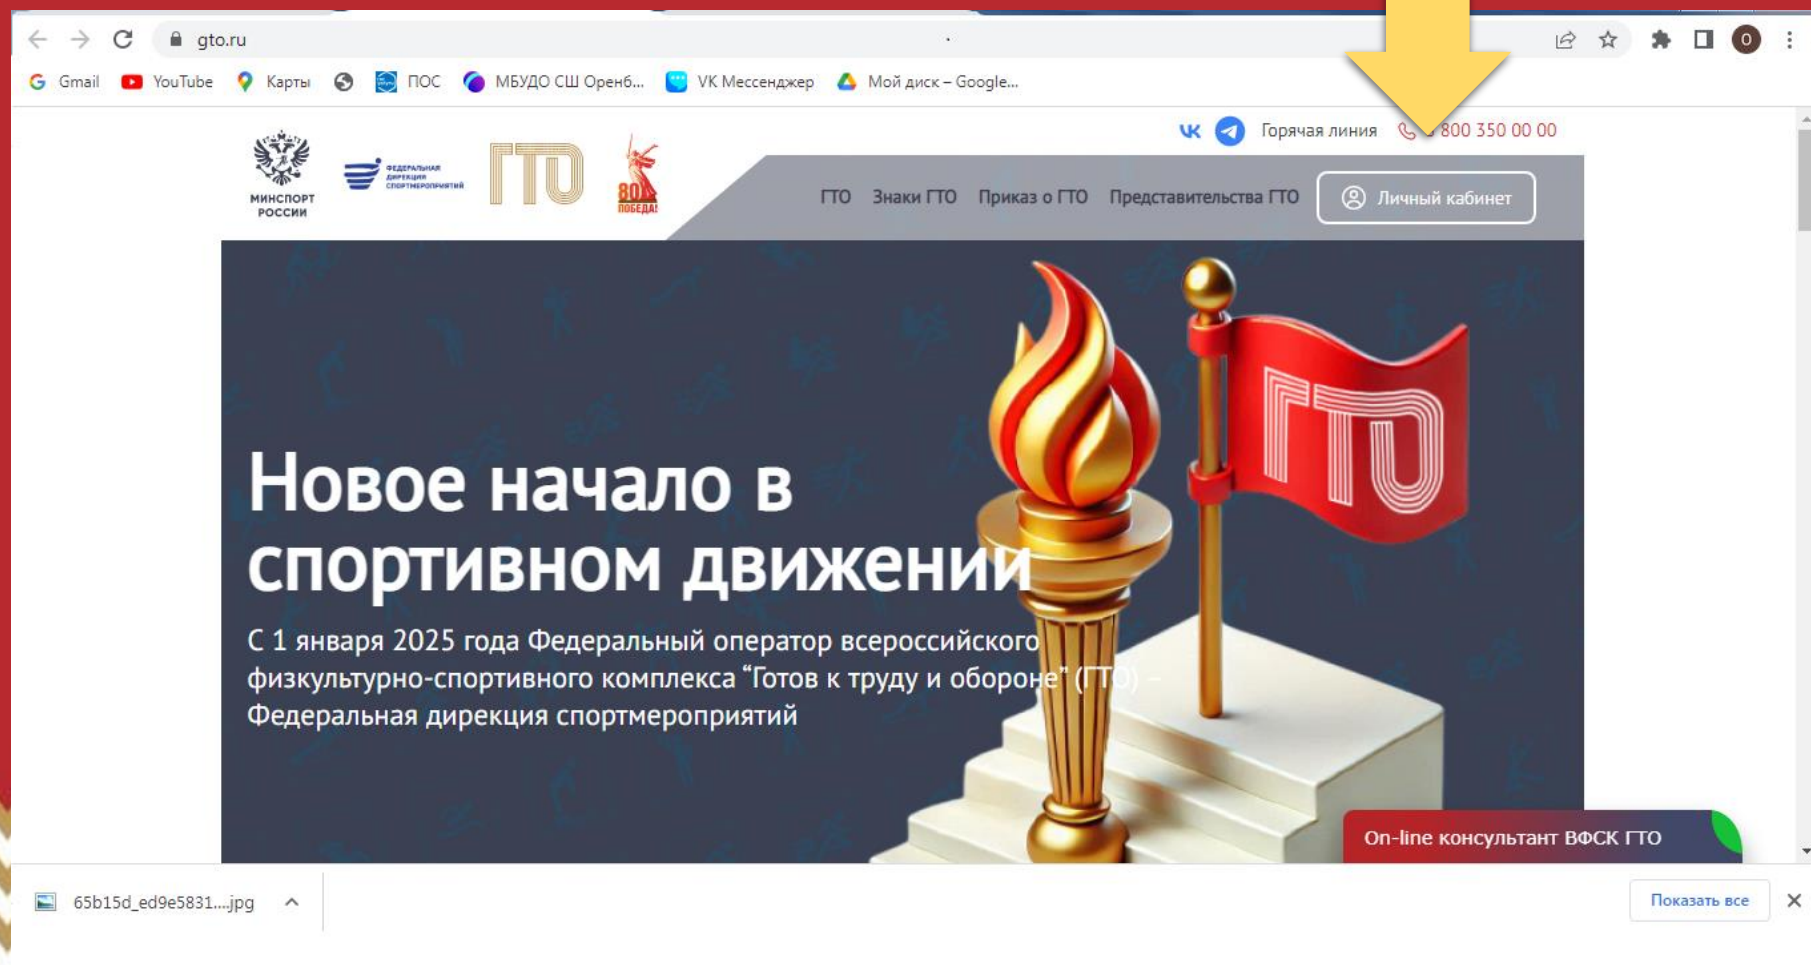 gto.ru
Gmail YouTube Карты ПОС МБУДО СШ Оренб... VK Мессенджер Мой диск – Google...
Горячая линия 800 350 00 00
МИНСПОРТ РОССИИ
ФЕДЕРАЛЬНАЯ
ДИРЕКЦИЯ
СПОРТМЕРОПРИЯТИЙ
ГТО
80
ПОБЕДА!
ГТО Знаки ГТО Приказ о ГТО Представительства ГТО Личный кабинет
ГТО
Новое начало в
спортивном движении
С 1 января 2025 года Федеральный оператор всероссийского
физкультурно-спортивного комплекса “Готов к труду и обороне” (ГТО) –
Федеральная дирекция спортмероприятий
On-line консультант ВФСК ГТО
65b15d_ed9e5831....jpg
Показать все